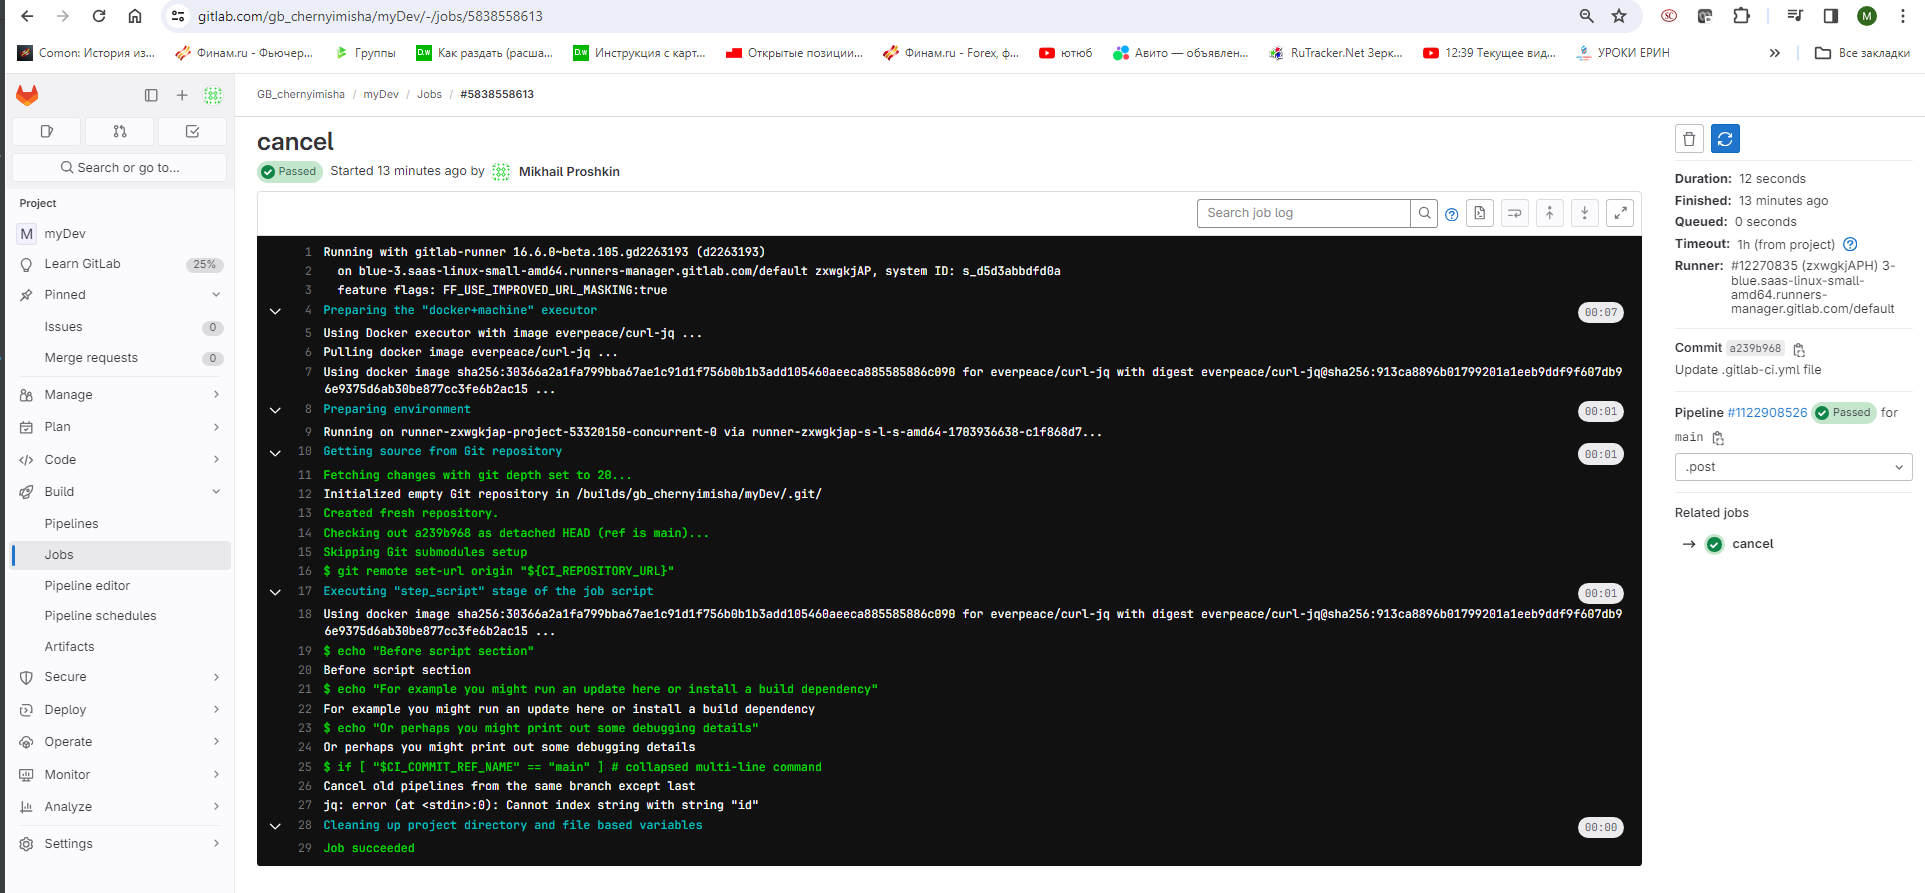 gitlab.com/gb_chernyimisha/myDev/-/jobs/5838558613
SC
M
Comon: История из...
Финам.ru - Фьючер...
Группы
D.w
Как раздать (расша...
D.w
Инструкция с карт...
Открытые позиции...
Финам.ru - Forex, ф...
ютюб
Авито — объявлен...
RuTracker.Net Зерк...
12:39 Текущее вид...
УРОКИ ЕРИН
»
Все закладки
GB_chernyimisha / myDev / Jobs / #5838558613
Search or go to...
Project
M myDev
Learn GitLab 25%
Pinned
Issues 0
Merge requests 0
Manage
Plan
Code
Build
Pipelines
Jobs
Pipeline editor
Pipeline schedules
Artifacts
Secure
Deploy
Operate
Monitor
Analyze
Settings
cancel
Passed Started 13 minutes ago by Mikhail Proshkin
Search job log
1 Running with gitlab-runner 16.6.0~beta.105.gd2263193 (d2263193)
2 on blue-3.saas-linux-small-amd64.runners-manager.gitlab.com/default zxwgkjAP, system ID: s_d5d3abbdfd0a
3 feature flags: FF_USE_IMPROVED_URL_MASKING:true
4 Preparing the "docker+machine" executor 00:07
5 Using Docker executor with image everpeace/curl-jq ...
6 Pulling docker image everpeace/curl-jq ...
7 Using docker image sha256:30366a2a1fa799bba67ae1c91d1f756b0b1b3add105460aeeca885585886c090 for everpeace/curl-jq with digest everpeace/curl-jq@sha256:913ca8896b01799201a1eeb9ddf9f607db9
6e9375d6ab30be877cc3fe6b2ac15 ...
8 Preparing environment 00:01
9 Running on runner-zxwgkjap-project-53320150-concurrent-0 via runner-zxwgkjap-s-l-s-amd64-1703936638-c1f868d7...
10 Getting source from Git repository 00:01
11 Fetching changes with git depth set to 20...
12 Initialized empty Git repository in /builds/gb_chernyimisha/myDev/.git/
13 Created fresh repository.
14 Checking out a239b968 as detached HEAD (ref is main)...
15 Skipping Git submodules setup
16 $ git remote set-url origin "${CI_REPOSITORY_URL}"
17 Executing "step_script" stage of the job script 00:01
18 Using docker image sha256:30366a2a1fa799bba67ae1c91d1f756b0b1b3add105460aeeca885585886c090 for everpeace/curl-jq with digest everpeace/curl-jq@sha256:913ca8896b01799201a1eeb9ddf9f607db9
6e9375d6ab30be877cc3fe6b2ac15 ...
19 $ echo "Before script section"
20 Before script section
21 $ echo "For example you might run an update here or install a build dependency"
22 For example you might run an update here or install a build dependency
23 $ echo "Or perhaps you might print out some debugging details"
24 Or perhaps you might print out some debugging details
25 $ if [ "$CI_COMMIT_REF_NAME" == "main" ] # collapsed multi-line command
26 Cancel old pipelines from the same branch except last
27 jq: error (at <stdin>:0): Cannot index string with string "id"
28 Cleaning up project directory and file based variables 00:00
29 Job succeeded
Duration: 12 seconds
Finished: 13 minutes ago
Queued: 0 seconds
Timeout: 1h (from project)
Runner: #12270835 (zxwgkjAPH) 3-
blue.saas-linux-small-
amd64.runners-
manager.gitlab.com/default
Commit a239b968
Update .gitlab-ci.yml file
Pipeline #1122908526 Passed for
main
.post
Related jobs
→ cancel